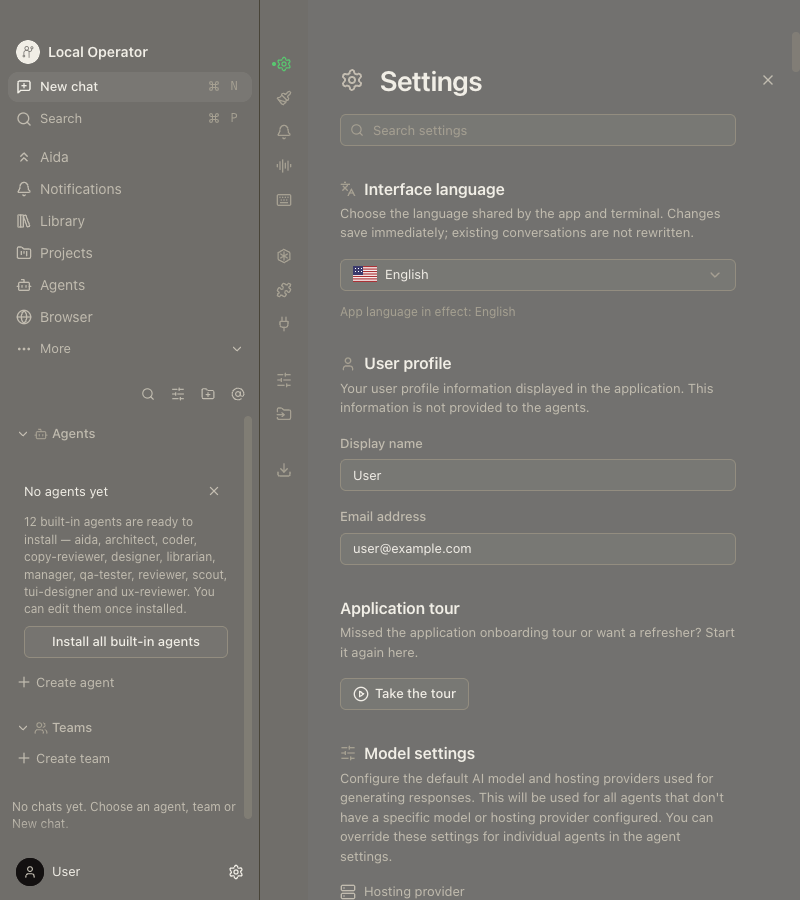 Local Operator
New chat ⌘ N
Search ⌘ P
Aida
Notifications
Library
Projects
Agents
Browser
More
Agents
No agents yet
12 built-in agents are ready to
install — aida, architect, coder,
copy-reviewer, designer, librarian,
manager, qa-tester, reviewer, scout,
tui-designer and ux-reviewer. You
can edit them once installed.
Install all built-in agents
Create agent
Teams
Create team
No chats yet. Choose an agent, team or
New chat.
User
Settings
Search settings
Interface language
Choose the language shared by the app and terminal. Changes
save immediately; existing conversations are not rewritten.
English
App language in effect: English
User profile
Your user profile information displayed in the application. This
information is not provided to the agents.
Display name
User
Email address
user@example.com
Application tour
Missed the application onboarding tour or want a refresher? Start
it again here.
Take the tour
Model settings
Configure the default AI model and hosting providers used for
generating responses. This will be used for all agents that don't
have a specific model or hosting provider configured. You can
override these settings for individual agents in the agent
settings.
Hosting provider